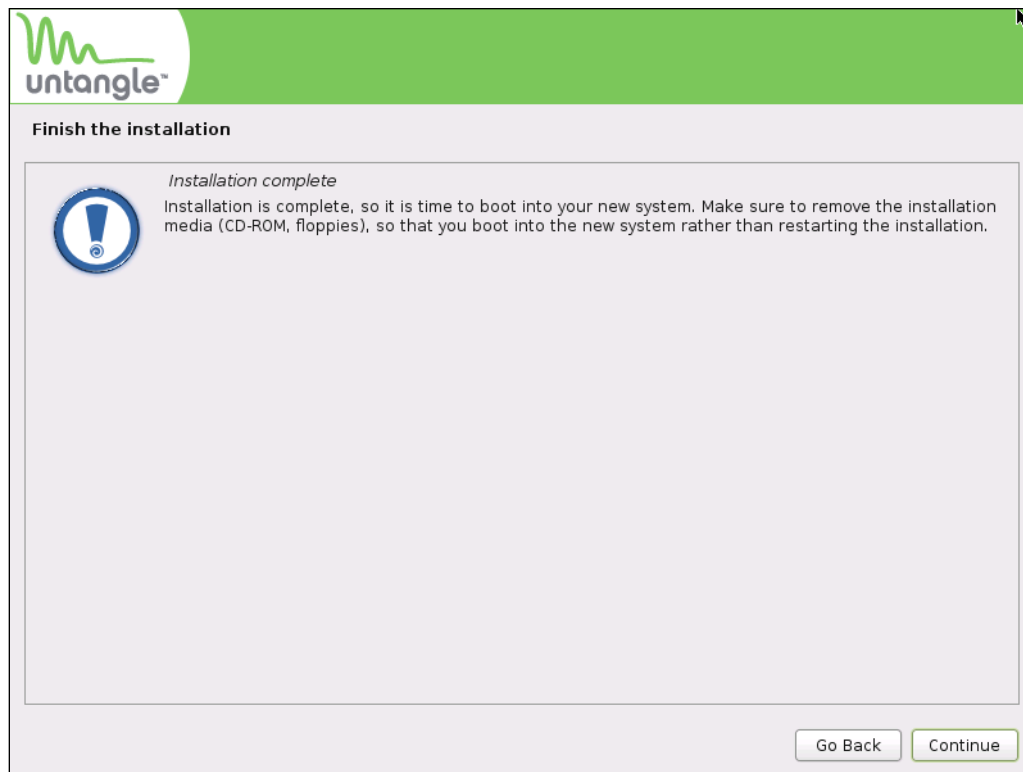 untangle™
Finish the installation
Installation complete
Installation is complete, so it is time to boot into your new system. Make sure to remove the installation
media (CD-ROM, floppies), so that you boot into the new system rather than restarting the installation.
Go Back
Continue